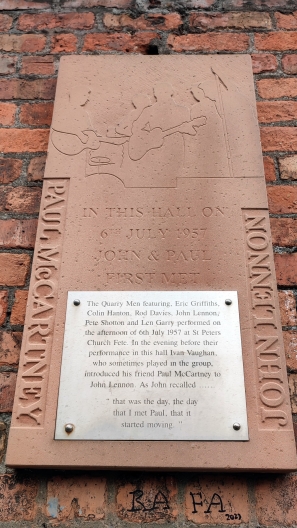 IN THIS HALL ON
6TH JULY 1957
JOHN & PAUL
FIRST MET
PAUL McCARTNEY
JOHN LENNON
The Quarry Men featuring, Eric Griffiths,
Colin Hanton, Rod Davies, John Lennon,
Pete Shotton and Len Garry performed on
the afternoon of 6th July 1957 at St Peters
Church Fete. In the evening before their
performance in this hall Ivan Vaughan,
who sometimes played in the group,
introduced his friend Paul McCartney to
John Lennon. As John recalled ....
" that was the day, the day
that I met Paul, that it
started moving. "
BA FA
2023